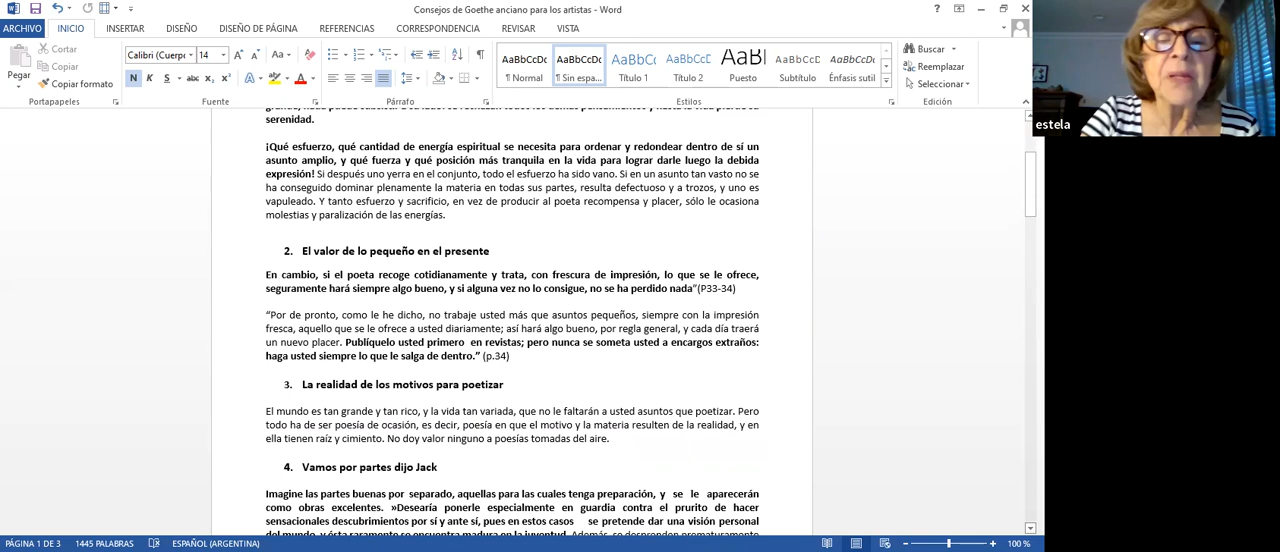 Consejos de Goethe anciano para los artistas - Word
ARCHIVO INICIO INSERTAR DISEÑO DISEÑO DE PÁGINA REFERENCIAS CORRESPONDENCIA REVISAR VISTA
Pegar
Cortar
Copiar
Copiar formato
Portapapeles
Calibri (Cuerp 14
N K S abc x₂ x²
Fuente
Párrafo
AaBbCcDc AaBbCcDc AaBbCc AaBbCcD AaBl AaBbCcD AaBbCcDc
¶ Normal ¶ Sin espa... Título 1 Título 2 Puesto Subtítulo Énfasis sutil
Estilos
Buscar
Reemplazar
Seleccionar
Edición
estela
serenidad.
¡Qué esfuerzo, qué cantidad de energía espiritual se necesita para ordenar y redondear dentro de sí un
asunto amplio, y qué fuerza y qué posición más tranquila en la vida para lograr darle luego la debida
expresión! Si después uno yerra en el conjunto, todo el esfuerzo ha sido vano. Si en un asunto tan vasto no se
ha conseguido dominar plenamente la materia en todas sus partes, resulta defectuoso y a trozos, y uno es
vapuleado. Y tanto esfuerzo y sacrificio, en vez de producir al poeta recompensa y placer, sólo le ocasiona
molestias y paralización de las energías.
2. El valor de lo pequeño en el presente
En cambio, si el poeta recoge cotidianamente y trata, con frescura de impresión, lo que se le ofrece,
seguramente hará siempre algo bueno, y si alguna vez no lo consigue, no se ha perdido nada"(P33-34)
“Por de pronto, como le he dicho, no trabaje usted más que asuntos pequeños, siempre con la impresión
fresca, aquello que se le ofrece a usted diariamente; así hará algo bueno, por regla general, y cada día traerá
un nuevo placer. Publíquelo usted primero en revistas; pero nunca se someta usted a encargos extraños:
haga usted siempre lo que le salga de dentro.” (p.34)
3. La realidad de los motivos para poetizar
El mundo es tan grande y tan rico, y la vida tan variada, que no le faltarán a usted asuntos que poetizar. Pero
todo ha de ser poesía de ocasión, es decir, poesía en que el motivo y la materia resulten de la realidad, y en
ella tienen raíz y cimiento. No doy valor ninguno a poesías tomadas del aire.
4. Vamos por partes dijo Jack
Imagine las partes buenas por separado, aquellas para las cuales tenga preparación, y se le aparecerán
como obras excelentes. »Desearía ponerle especialmente en guardia contra el prurito de hacer
sensacionales descubrimientos por sí y ante sí, pues en estos casos se pretende dar una visión personal
PÁGINA 1 DE 3 1445 PALABRAS ESPAÑOL (ARGENTINA) 100 %